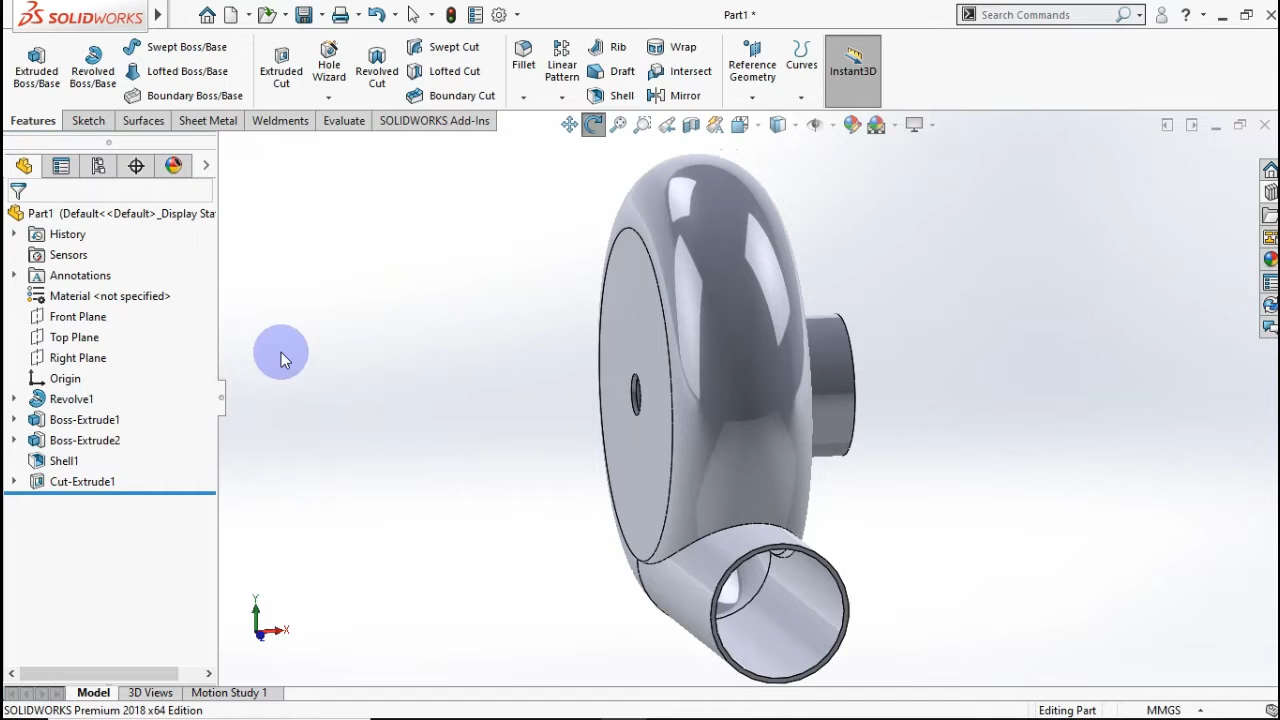 SOLIDWORKS
Part1 *
Search Commands
?
Extruded Boss/Base
Revolved Boss/Base
Swept Boss/Base
Lofted Boss/Base
Boundary Boss/Base
Extruded Cut
Hole Wizard
Revolved Cut
Swept Cut
Lofted Cut
Boundary Cut
Fillet
Linear Pattern
Rib
Draft
Shell
Wrap
Intersect
Mirror
Reference Geometry
Curves
Instant3D
Features
Sketch
Surfaces
Sheet Metal
Weldments
Evaluate
SOLIDWORKS Add-Ins
Part1 (Default<<Default>_Display Sta
History
Sensors
Annotations
Material <not specified>
Front Plane
Top Plane
Right Plane
Origin
Revolve1
Boss-Extrude1
Boss-Extrude2
Shell1
Cut-Extrude1
Y
X
Model
3D Views
Motion Study 1
SOLIDWORKS Premium 2018 x64 Edition
Editing Part
MMGS